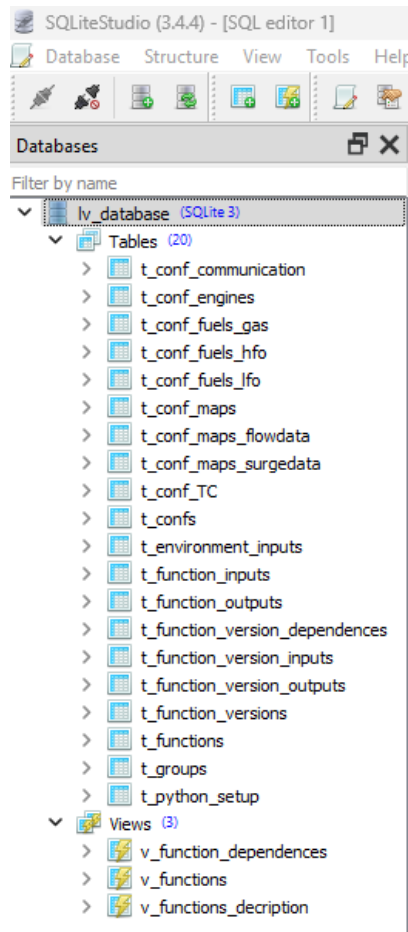 SQLiteStudio (3.4.4) - [SQL editor 1]
Database Structure View Tools Help
Databases
Filter by name
lv_database (SQLite 3)
Tables (20)
t_conf_communication
t_conf_engines
t_conf_fuels_gas
t_conf_fuels_hfo
t_conf_fuels_lfo
t_conf_maps
t_conf_maps_flowdata
t_conf_maps_surgedata
t_conf_TC
t_confs
t_environment_inputs
t_function_inputs
t_function_outputs
t_function_version_dependences
t_function_version_inputs
t_function_version_outputs
t_function_versions
t_functions
t_groups
t_python_setup
Views (3)
v_function_dependences
v_functions
v_functions_decription